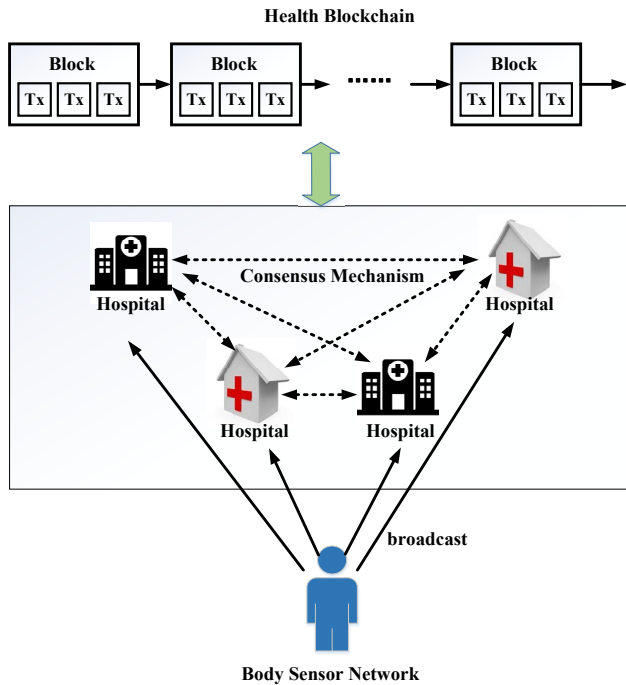 Health Blockchain
Block Block Block
Tx Tx Tx Tx Tx Tx ...... Tx Tx Tx
Consensus Mechanism
Hospital Hospital
Hospital Hospital
broadcast
Body Sensor Network